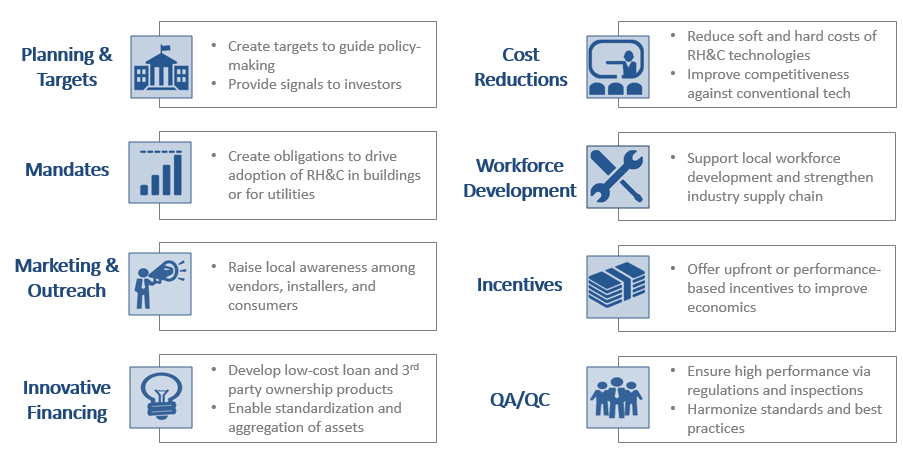 Planning &
Targets
• Create targets to guide policy-
making
• Provide signals to investors
Cost
Reductions
• Reduce soft and hard costs of
RH&C technologies
• Improve competitiveness
against conventional tech
Mandates
• Create obligations to drive
adoption of RH&C in buildings
or for utilities
Workforce
Development
• Support local workforce
development and strengthen
industry supply chain
Marketing &
Outreach
• Raise local awareness among
vendors, installers, and
consumers
Incentives
• Offer upfront or performance-
based incentives to improve
economics
Innovative
Financing
• Develop low-cost loan and 3rd
party ownership products
• Enable standardization and
aggregation of assets
QA/QC
• Ensure high performance via
regulations and inspections
• Harmonize standards and best
practices